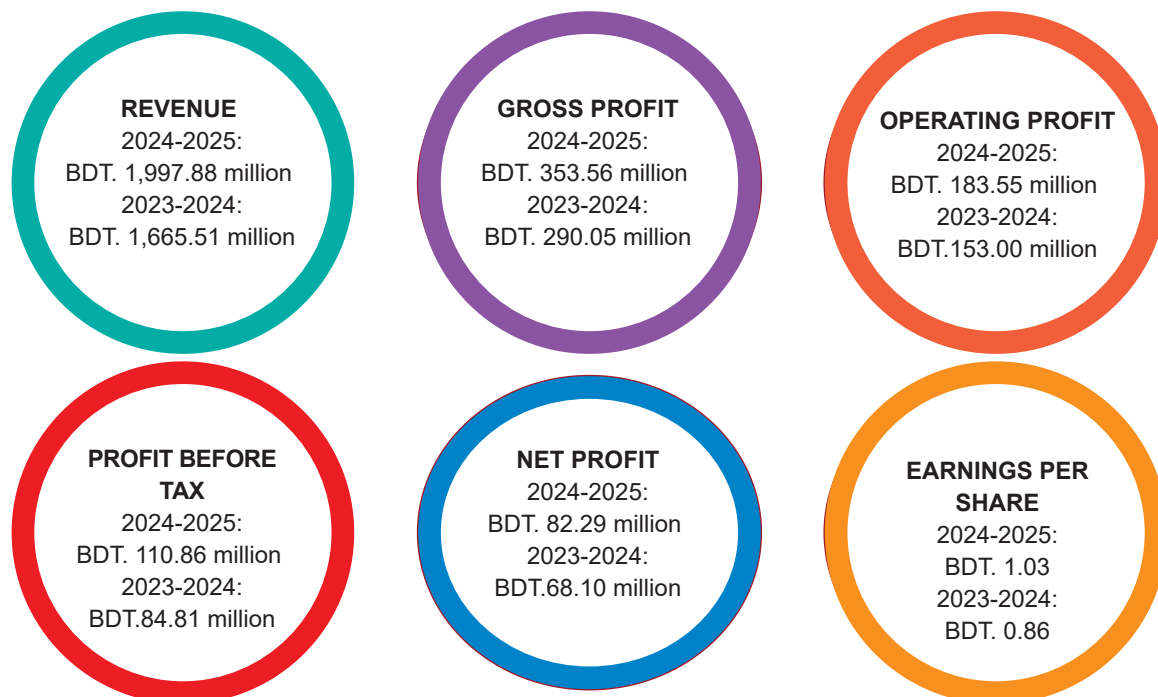 REVENUE
2024-2025:
BDT. 1,997.88 million
2023-2024:
BDT. 1,665.51 million
GROSS PROFIT
2024-2025:
BDT. 353.56 million
2023-2024:
BDT. 290.05 million
OPERATING PROFIT
2024-2025:
BDT. 183.55 million
2023-2024:
BDT.153.00 million
PROFIT BEFORE
TAX
2024-2025:
BDT. 110.86 million
2023-2024:
BDT.84.81 million
NET PROFIT
2024-2025:
BDT. 82.29 million
2023-2024:
BDT.68.10 million
EARNINGS PER
SHARE
2024-2025:
BDT. 1.03
2023-2024:
BDT. 0.86